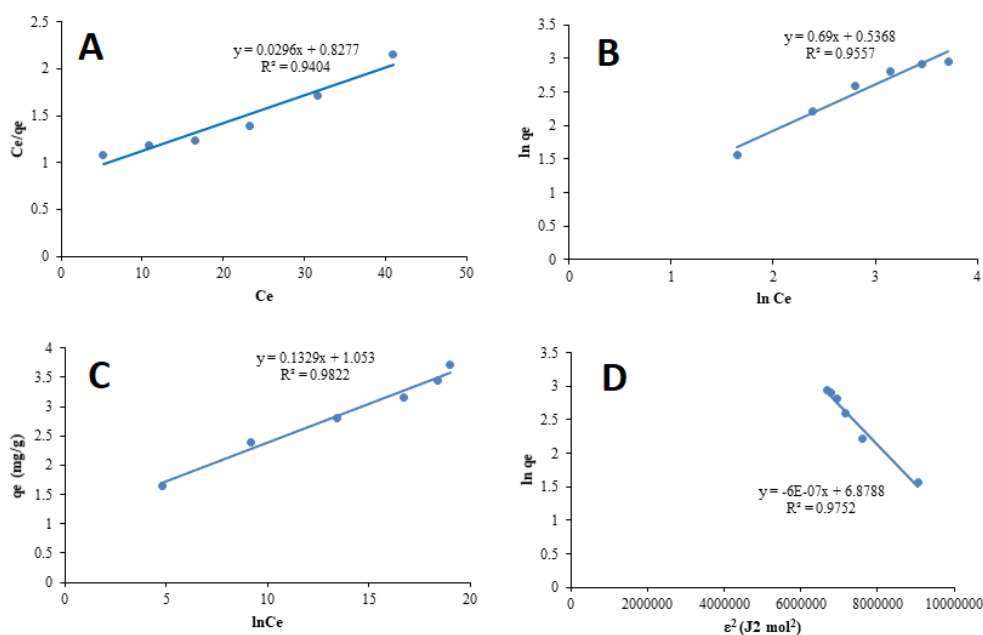 A
y = 0.0296x + 0.8277
R² = 0.9404
2.5
2
1.5
1
0.5
0
Ce/qe
0 10 20 30 40 50
Ce
B
y = 0.69x + 0.5368
R² = 0.9557
3.5
3
2.5
2
1.5
1
0.5
0
ln qe
0 1 2 3 4
ln Ce
C
y = 0.1329x + 1.053
R² = 0.9822
4
3.5
3
2.5
2
1.5
1
0.5
0
qe (mg/g)
0 5 10 15 20
lnCe
D
3.5
3
2.5
2
1.5
1
0.5
0
ln qe
y = -6E-07x + 6.8788
R² = 0.9752
0 2000000 4000000 6000000 8000000 10000000
ε² (J2 mol²)